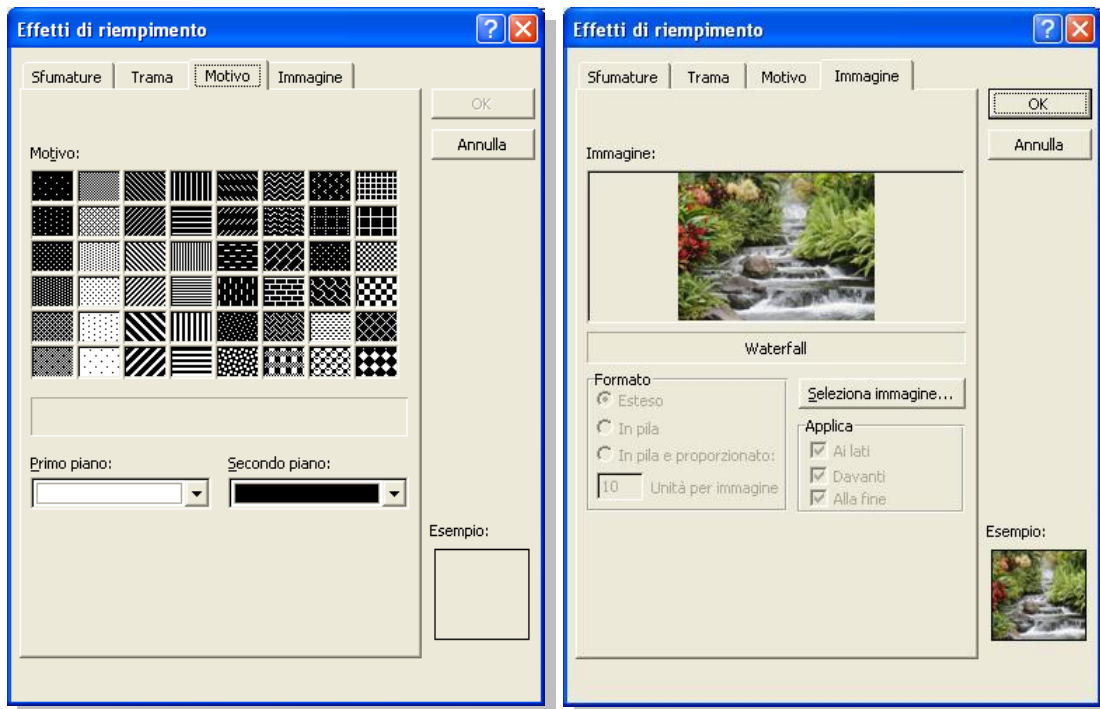 Effetti di riempimento
Sfumature Trama Motivo Immagine
OK
Annulla
Motivo:
Primo piano: Secondo piano:
Esempio:
Effetti di riempimento
Sfumature Trama Motivo Immagine
OK
Annulla
Immagine:
Waterfall
Formato
Esteso
In pila
In pila e proporzionato:
10 Unità per immagine
Seleziona immagine...
Applica
Ai lati
Davanti
Alla fine
Esempio: